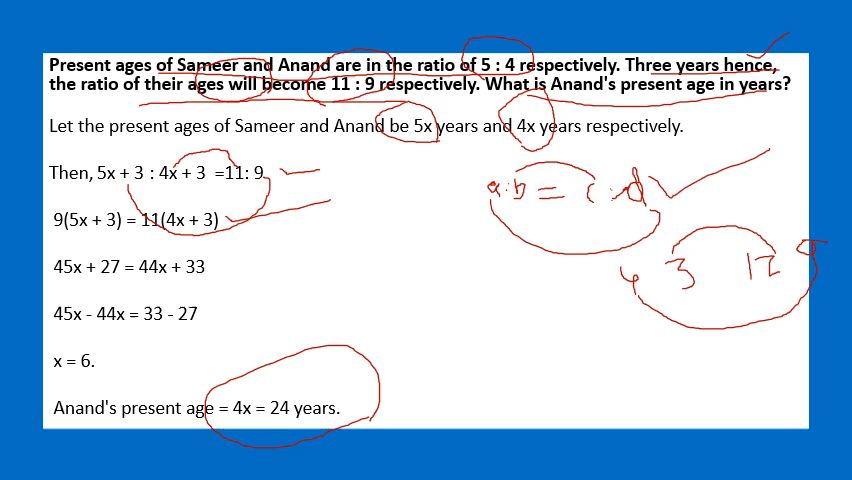 Present ages of Sameer and Anand are in the ratio of 5 : 4 respectively. Three years hence,
the ratio of their ages will become 11 : 9 respectively. What is Anand's present age in years?
Let the present ages of Sameer and Anand be 5x years and 4x years respectively.
Then, 5x + 3 : 4x + 3 =11: 9
a:b = c:d
9(5x + 3) = 11(4x + 3)
45x + 27 = 44x + 33
4 3 12 9
45x - 44x = 33 - 27
x = 6.
Anand's present age = 4x = 24 years.